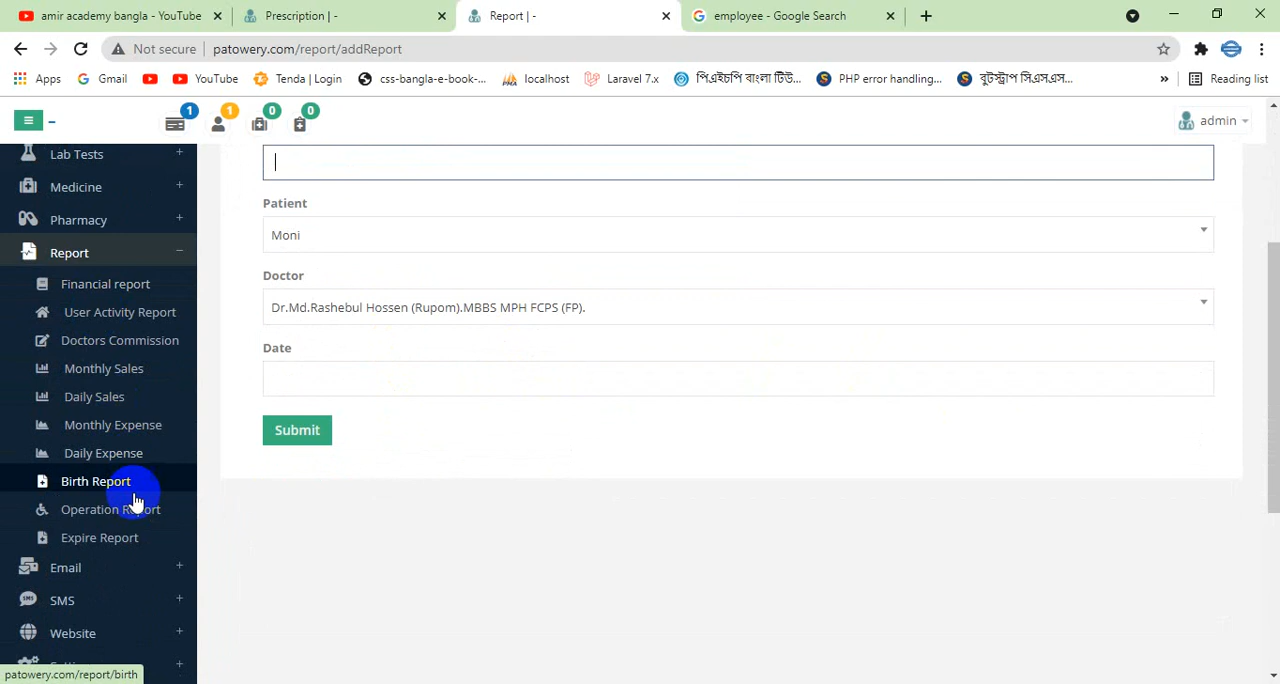 amir academy bangla - YouTube
Prescription | -
Report | -
employee - Google Search
Not secure
patowery.com/report/addReport
Apps
Gmail
YouTube
Tenda | Login
css-bangla-e-book-...
localhost
Laravel 7.x
পিএইচপি বাংলা টিউ...
PHP error handling...
বুটস্ট্রাপ সিএসএস...
»
Reading list
1
1
0
0
admin
Lab Tests
Medicine
Pharmacy
Report
Financial report
User Activity Report
Doctors Commission
Monthly Sales
Daily Sales
Monthly Expense
Daily Expense
Birth Report
Operation Report
Expire Report
Email
SMS
Website
Patient
Moni
Doctor
Dr.Md.Rashebul Hossen (Rupom).MBBS MPH FCPS (FP).
Date
Submit
patowery.com/report/birth